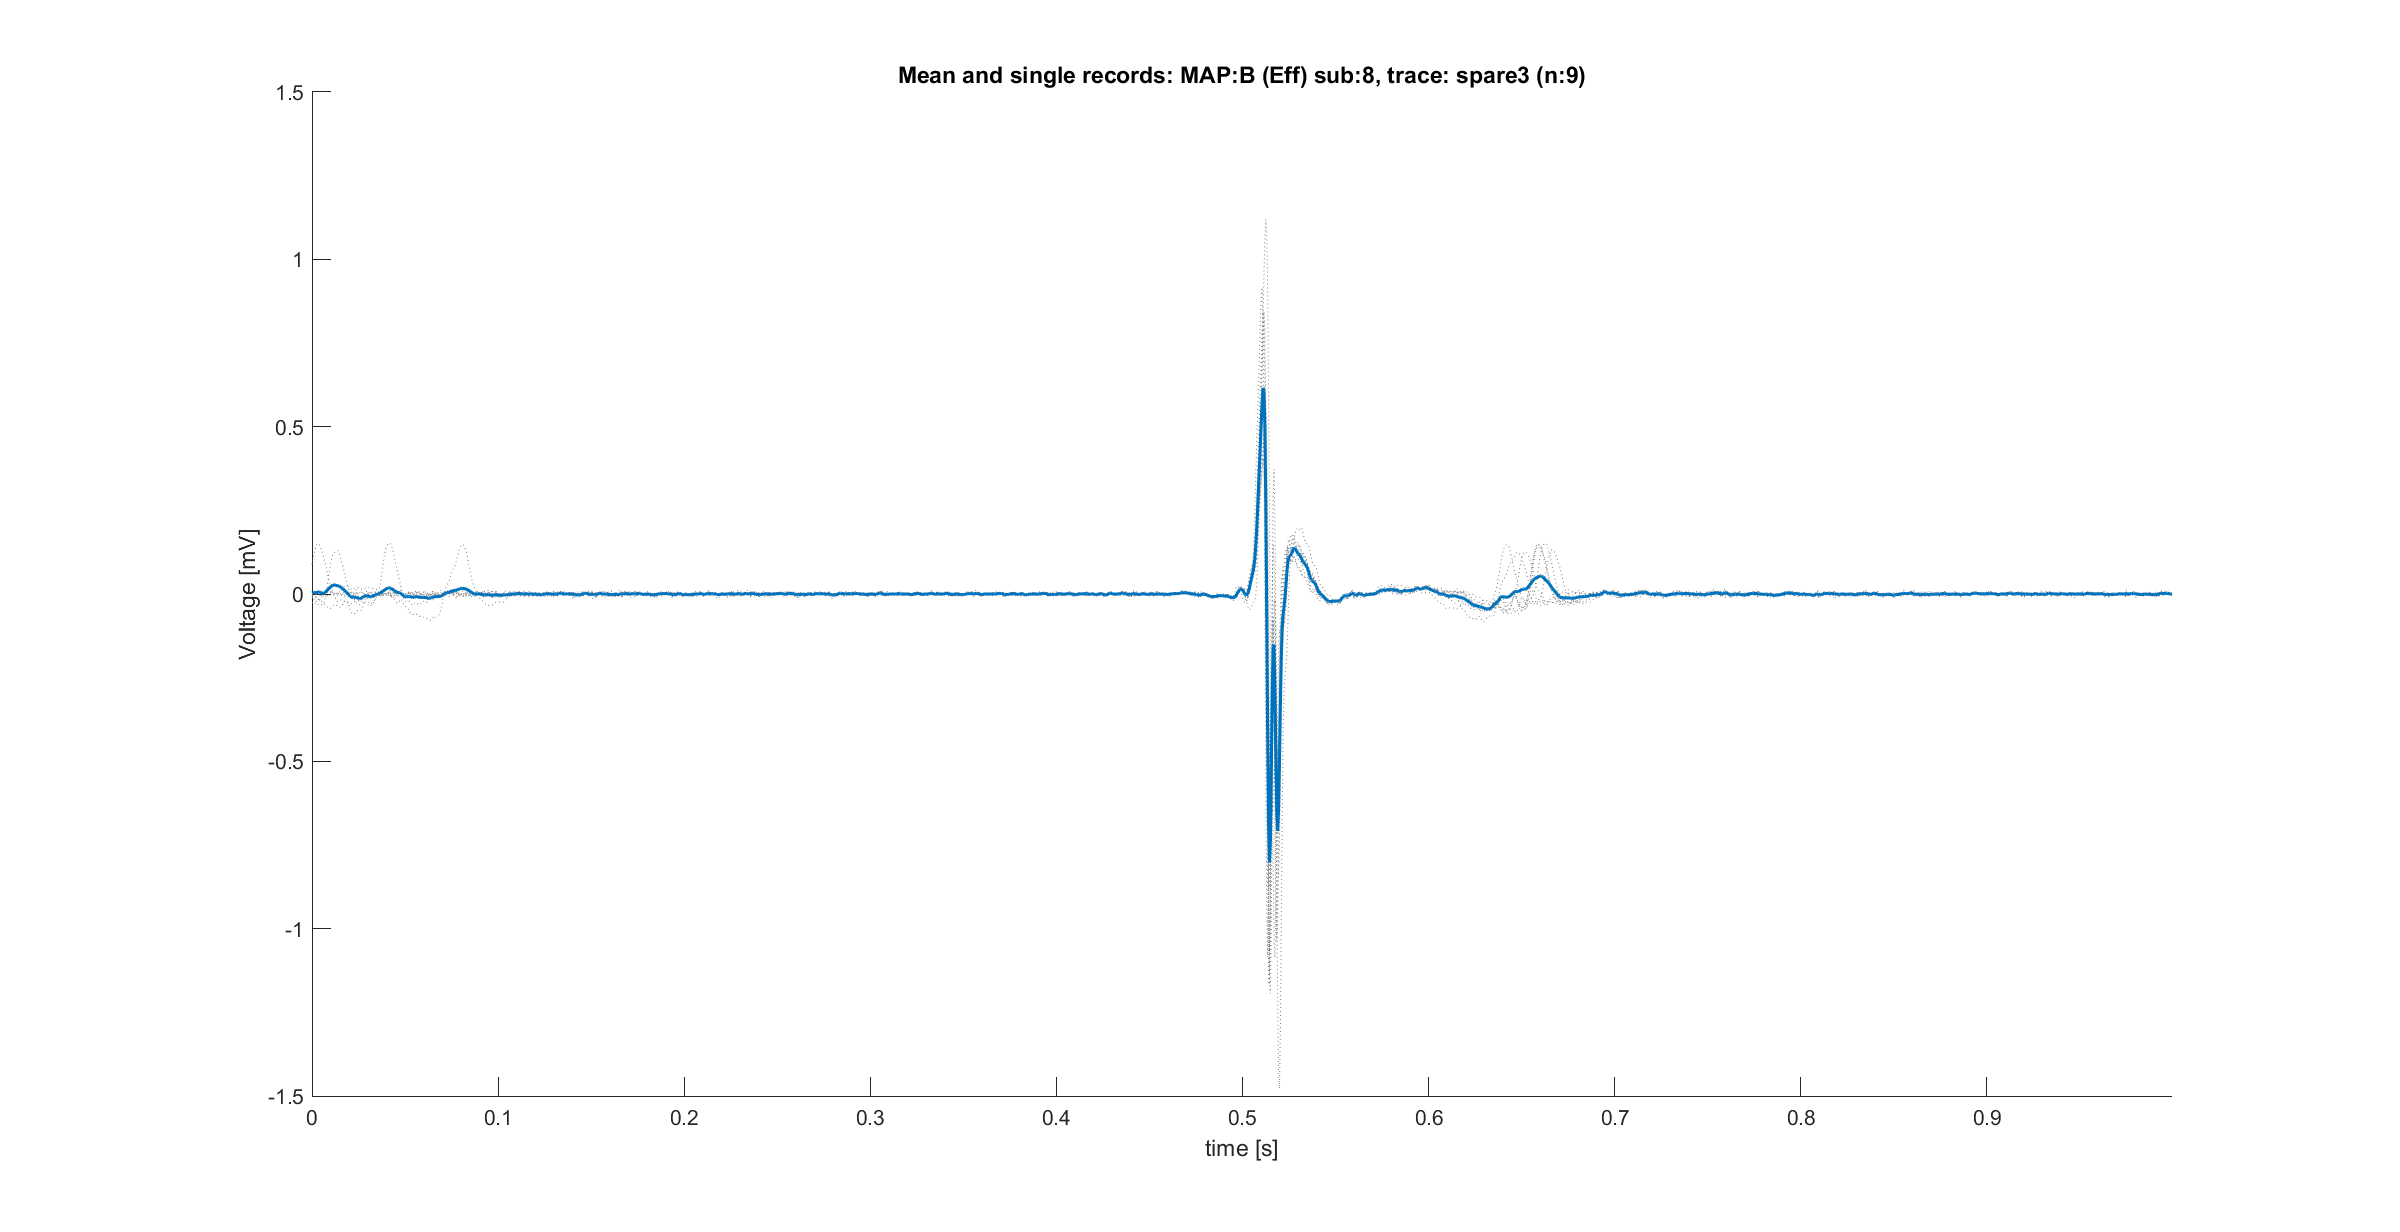 Mean and single records: MAP:B (Eff) sub:8, trace: spare3 (n:9)
1.5
1
0.5
0
-0.5
-1
-1.5
Voltage [mV]
0 0.1 0.2 0.3 0.4 0.5 0.6 0.7 0.8 0.9
time [s]